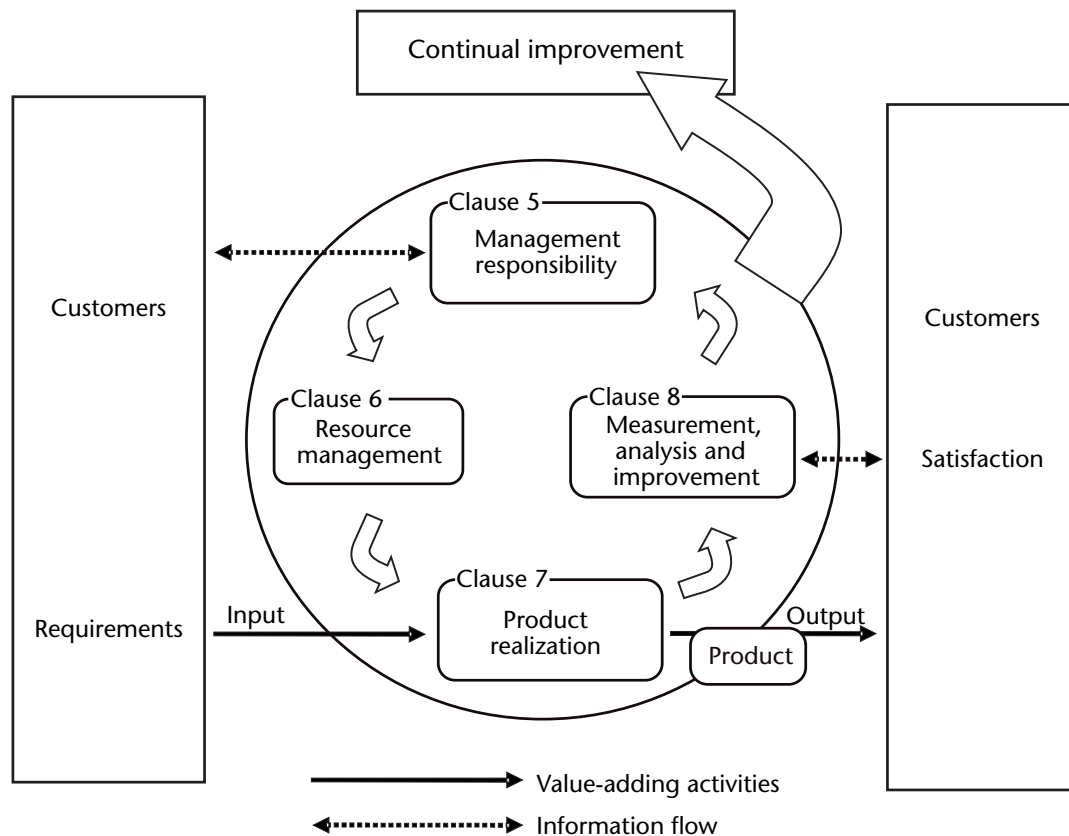 Continual improvement
Clause 5
Management
responsibility
Customers
Customers
Clause 6
Resource
management
Clause 8
Measurement,
analysis and
improvement
Satisfaction
Clause 7
Product
realization
Requirements
Input
Output
Product
Value-adding activities
Information flow